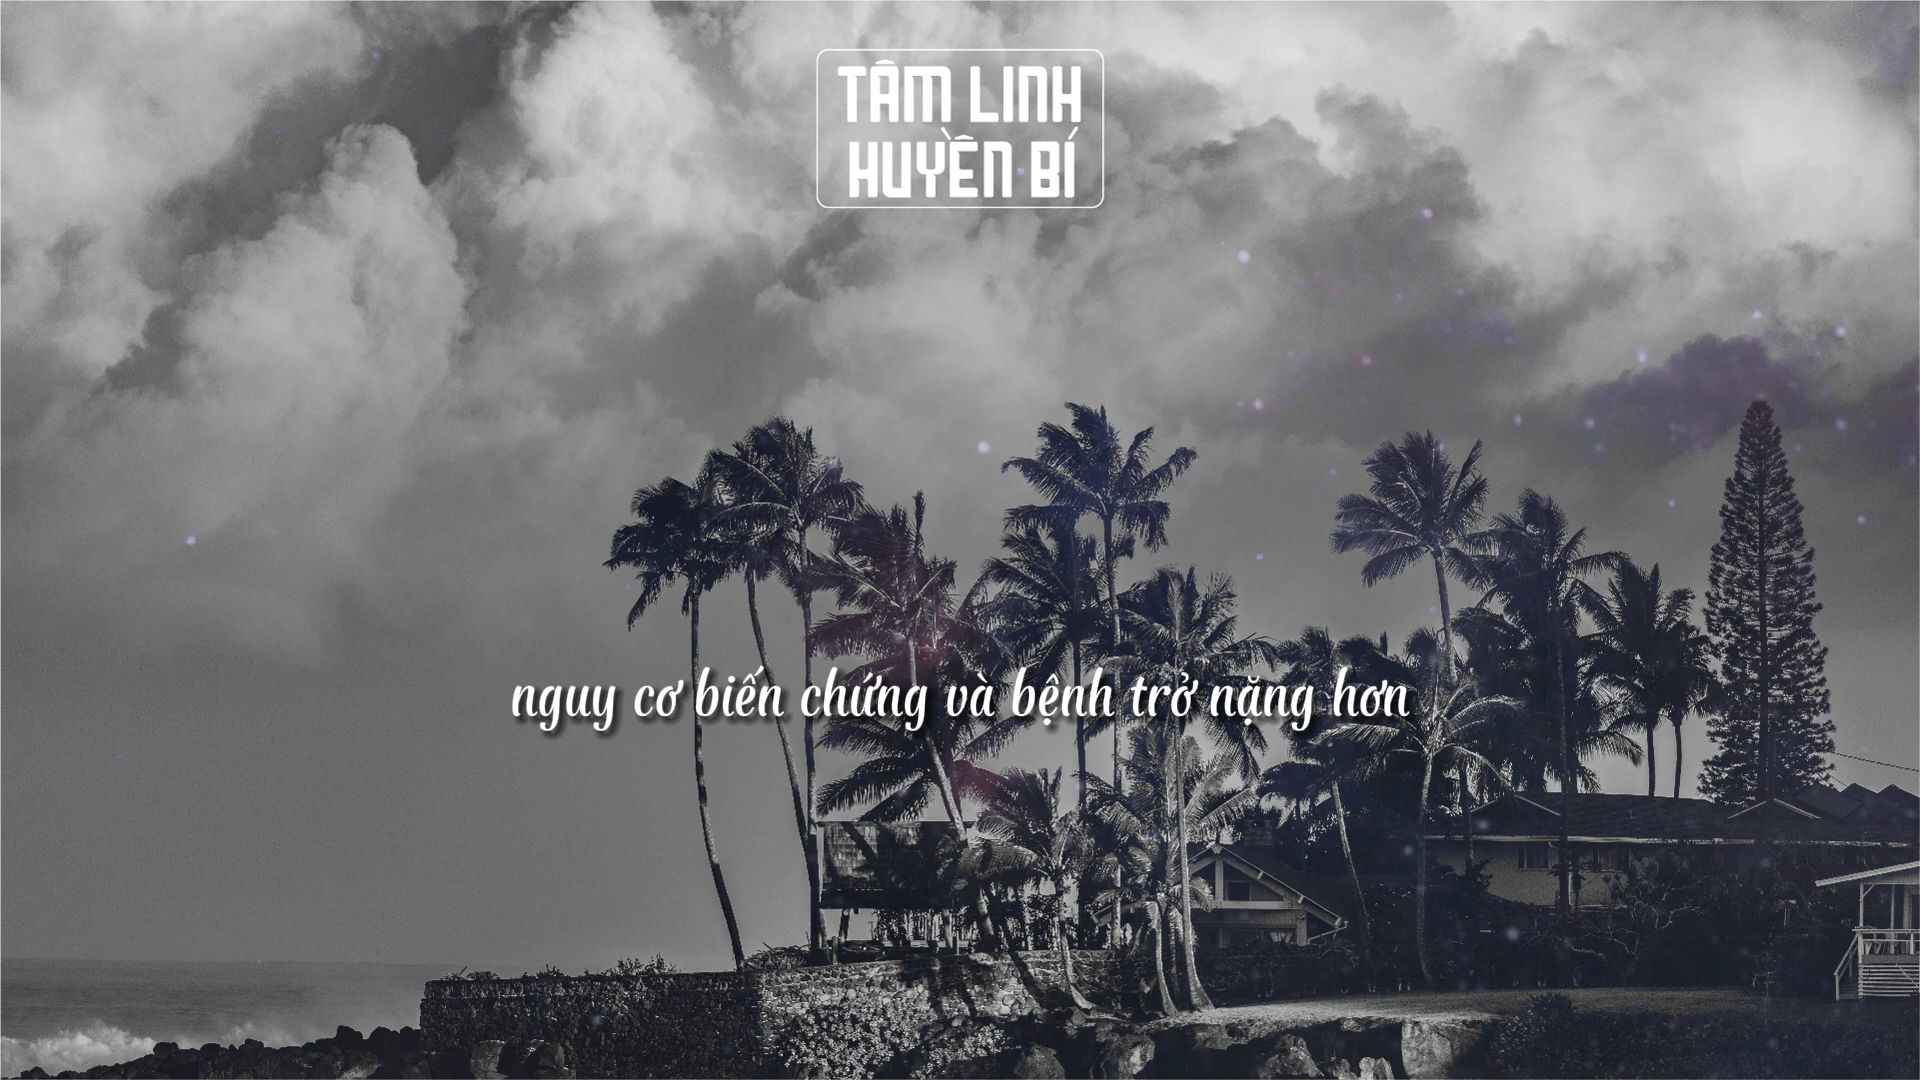 TÂM LINH
HUYỀN BÍ
nguy cơ biến chứng và bệnh trở nặng hơn